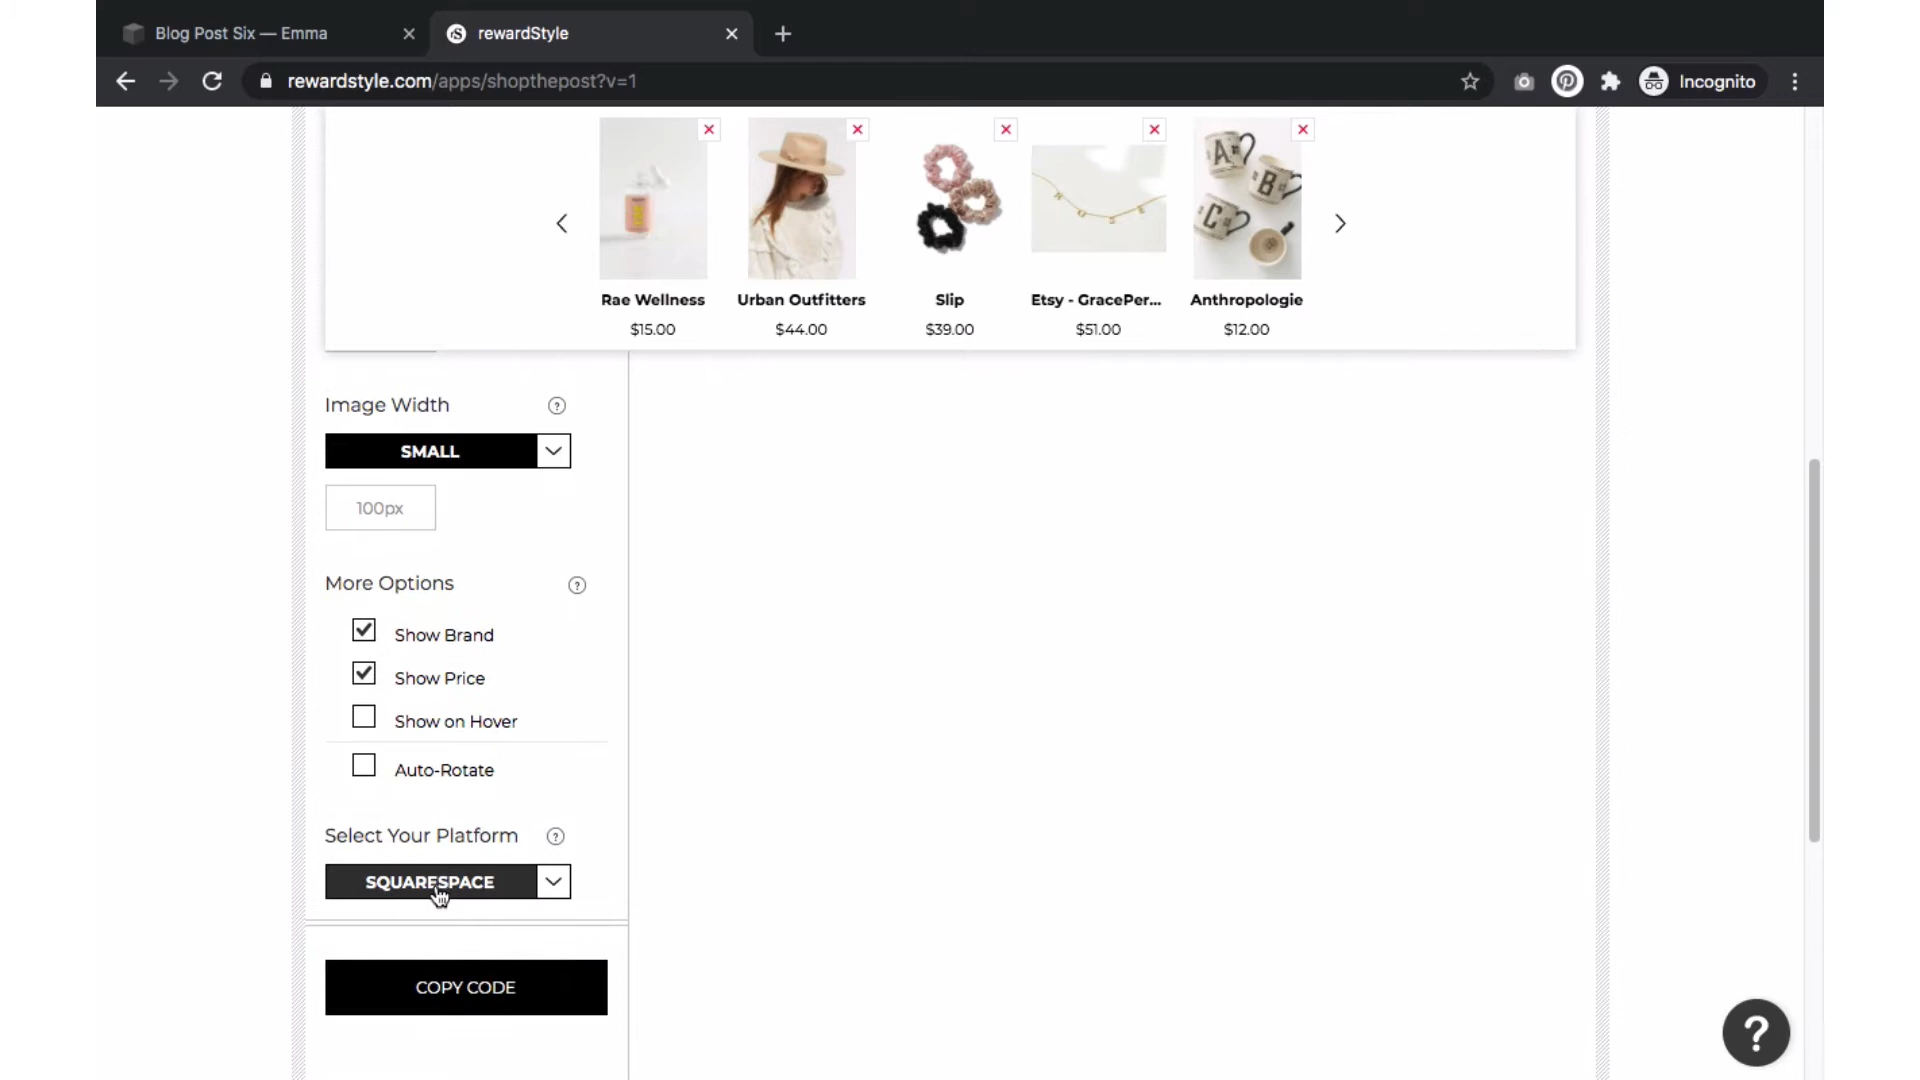 Blog Post Six — Emma
rewardStyle
rewardstyle.com/apps/shopthepost?v=1
Incognito
A
B
C
Rae Wellness
Urban Outfitters
Slip
Etsy - GracePer...
Anthropologie
$15.00
$44.00
$39.00
$51.00
$12.00
Image Width
?
SMALL
100px
More Options
?
Show Brand
Show Price
Show on Hover
Auto-Rotate
Select Your Platform
?
SQUARESPACE
COPY CODE
?